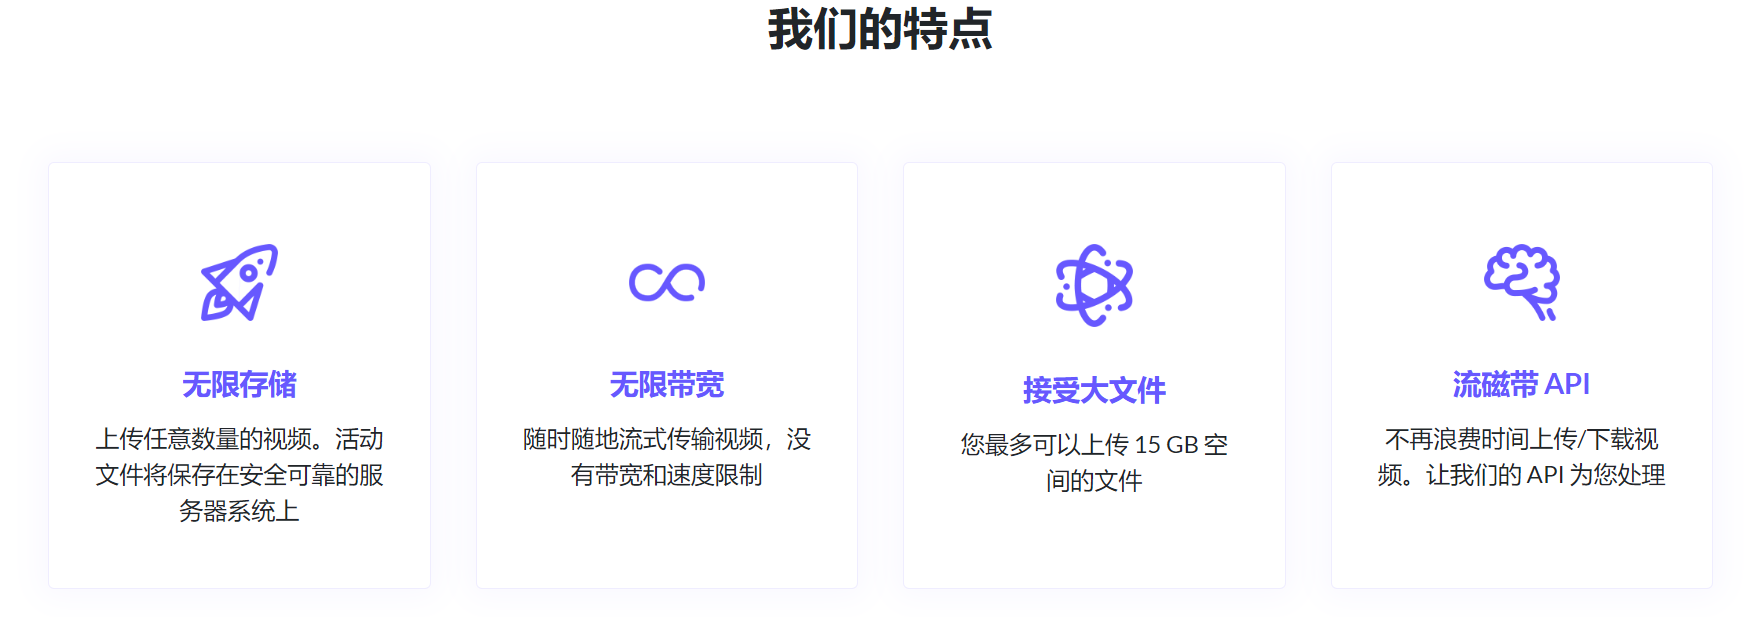 我们的特点
无限存储
上传任意数量的视频。活动
文件将保存在安全可靠的服
务器系统上
无限带宽
随时随地流式传输视频，没
有带宽和速度限制
接受大文件
您最多可以上传 15 GB 空
间的文件
流磁带 API
不再浪费时间上传/下载视
频。让我们的 API 为您处理